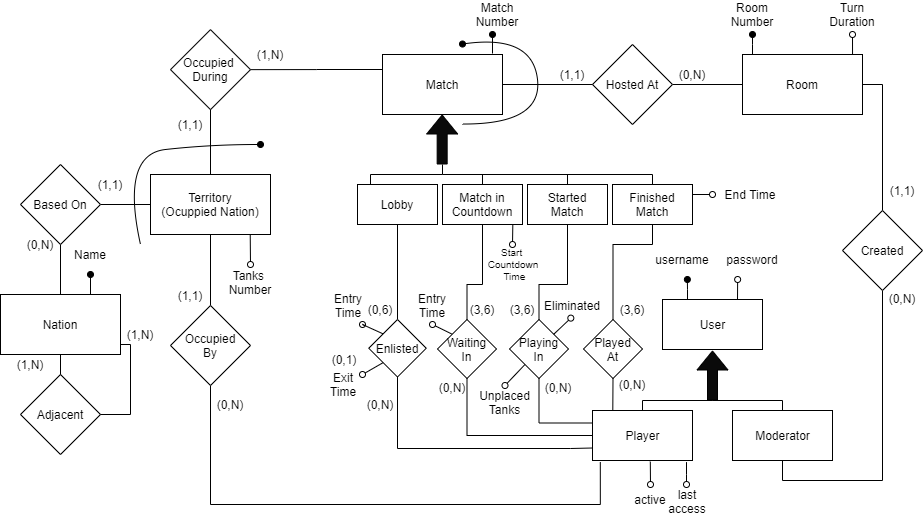 Match
Number
Room
Number
Turn
Duration
Occupied
During
(1,N)
Match
(1,1)
Hosted At
(0,N)
Room
(1,1)
Based On
(1,1)
Territory
(Ocuppied Nation)
Lobby
Match in
Countdown
Started
Match
Finished
Match
End Time
(1,1)
(0,N)
Name
Tanks
Number
Start
Countdown
Time
username
password
Created
(1,1)
Entry
Time
(0,6)
Entry
Time
(3,6)
(3,6)
Eliminated
(3,6)
(0,N)
Nation
(1,N)
Occupied
By
Enlisted
Waiting
In
Playing
In
Played
At
User
(1,N)
(0,1)
Exit
Time
(0,N)
(0,N)
(0,N)
(0,N)
Unplaced
Tanks
Adjacent
(0,N)
Player
Moderator
active
last
access